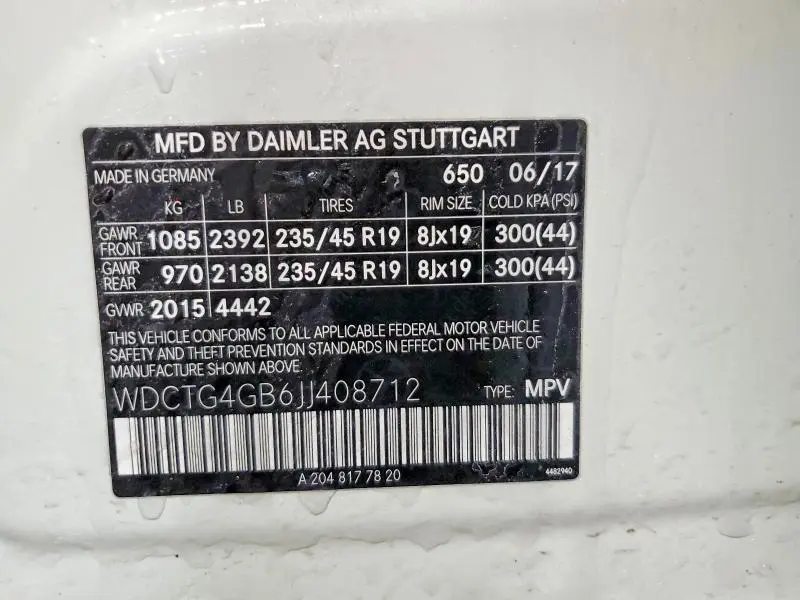 MFD BY DAIMLER AG STUTTGART
MADE IN GERMANY 650 06/17
KG LB TIRES RIM SIZE COLD KPA (PSI)
GAWR FRONT 1085 2392 235/45 R19 8Jx19 300(44)
GAWR REAR 970 2138 235/45 R19 8Jx19 300(44)
GVWR 2015 4442
THIS VEHICLE CONFORMS TO ALL APPLICABLE FEDERAL MOTOR VEHICLE
SAFETY AND THEFT PREVENTION STANDARDS IN EFFECT ON THE DATE OF
MANUFACTURE SHOWN ABOVE.
WDCTG4GB6JJ408712 TYPE: MPV
A 204 817 78 20 4482940